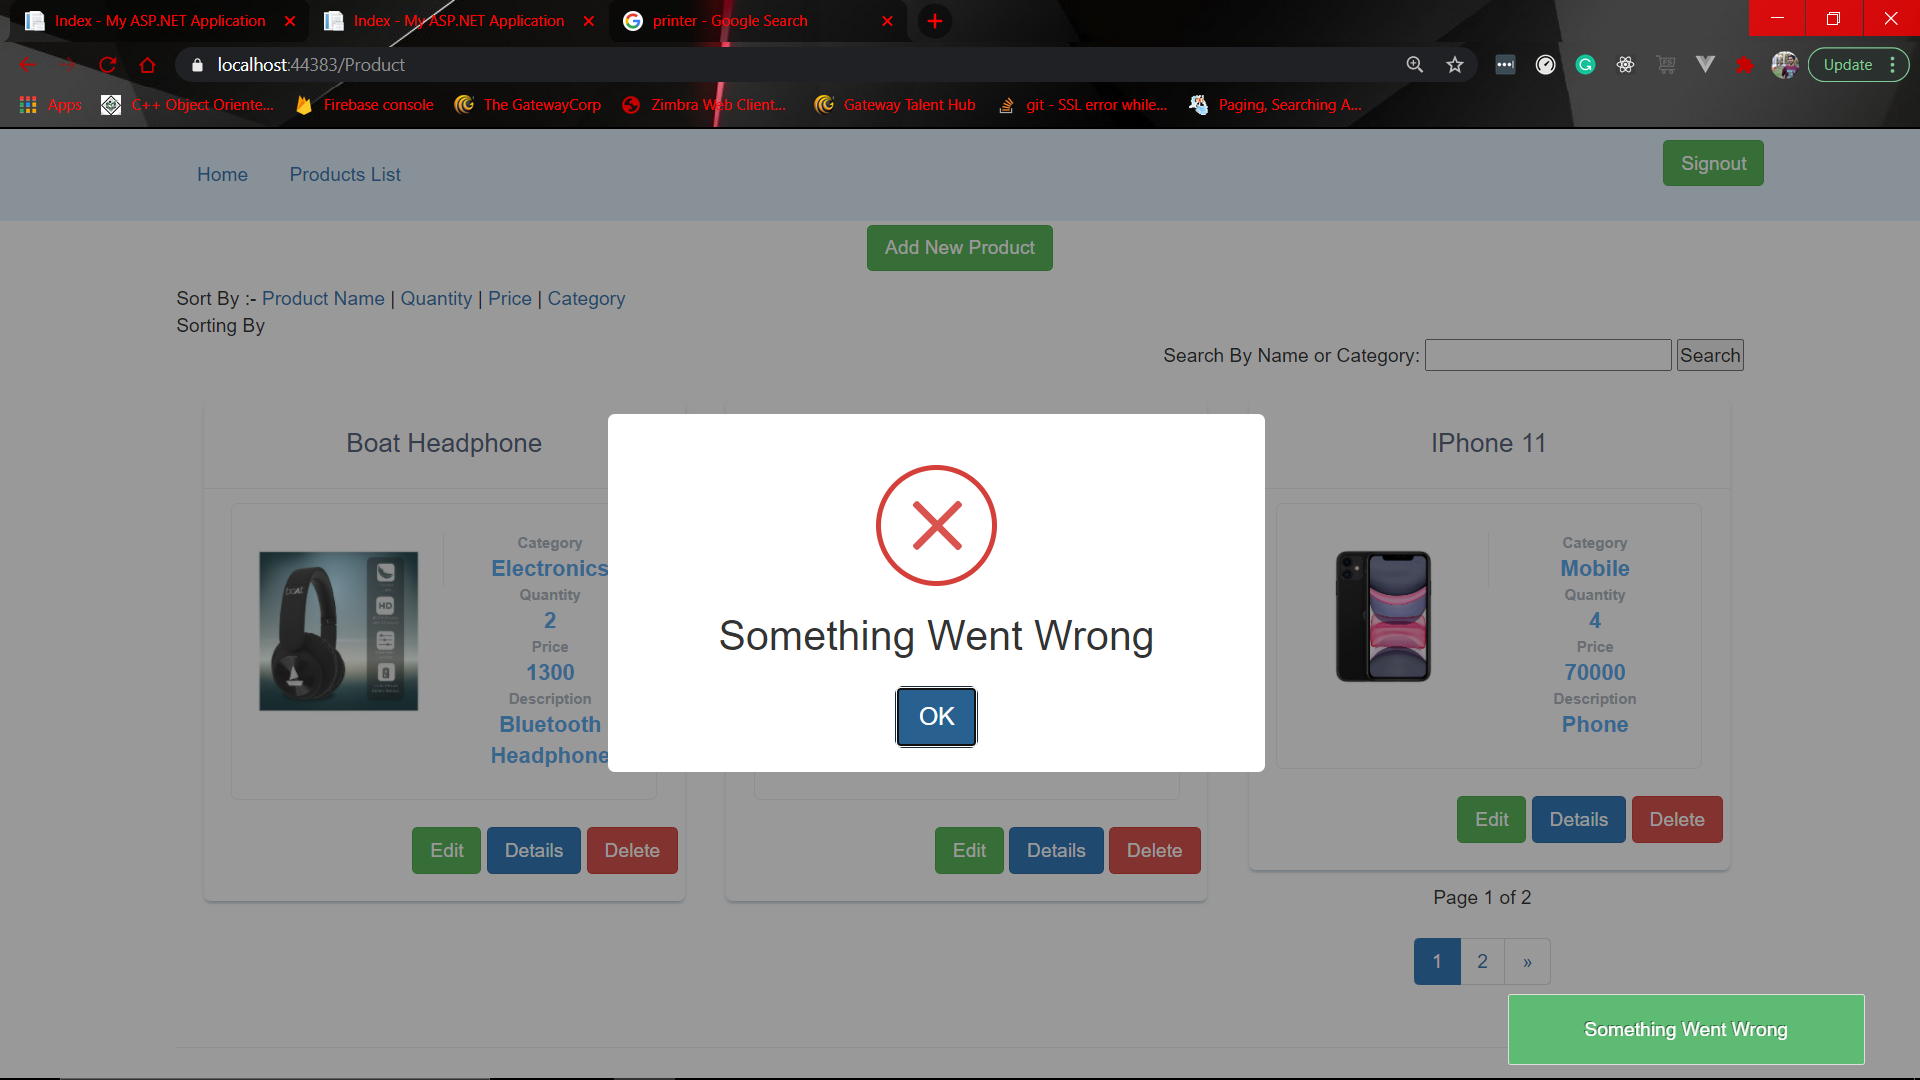 Index - My ASP.NET Application
Index - My ASP.NET Application
printer - Google Search
localhost:44383/Product
Update
Apps
C++ Object Oriente...
Firebase console
The GatewayCorp
Zimbra Web Client...
Gateway Talent Hub
git - SSL error while...
Paging, Searching A...
Home
Products List
Signout
Add New Product
Sort By :- Product Name | Quantity | Price | Category
Sorting By
Search By Name or Category:
Search
Boat Headphone
Category
Electronics
Quantity
2
Price
1300
Description
Bluetooth
Headphone
boAt
HD
Edit
Details
Delete
Something Went Wrong
OK
Edit
Details
Delete
IPhone 11
Category
Mobile
Quantity
4
Price
70000
Description
Phone
Edit
Details
Delete
Page 1 of 2
1
2
»
Something Went Wrong